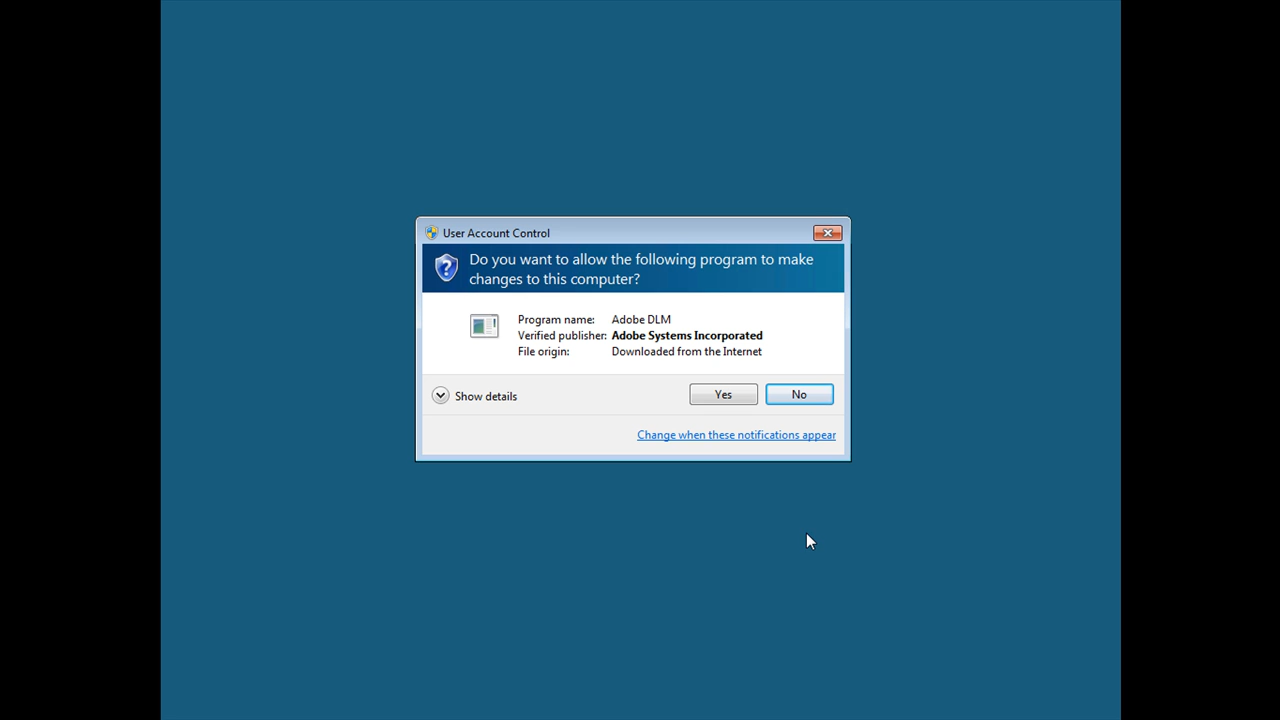 User Account Control
Do you want to allow the following program to make
changes to this computer?
Program name: Adobe DLM
Verified publisher: Adobe Systems Incorporated
File origin: Downloaded from the Internet
Show details
Yes
No
Change when these notifications appear